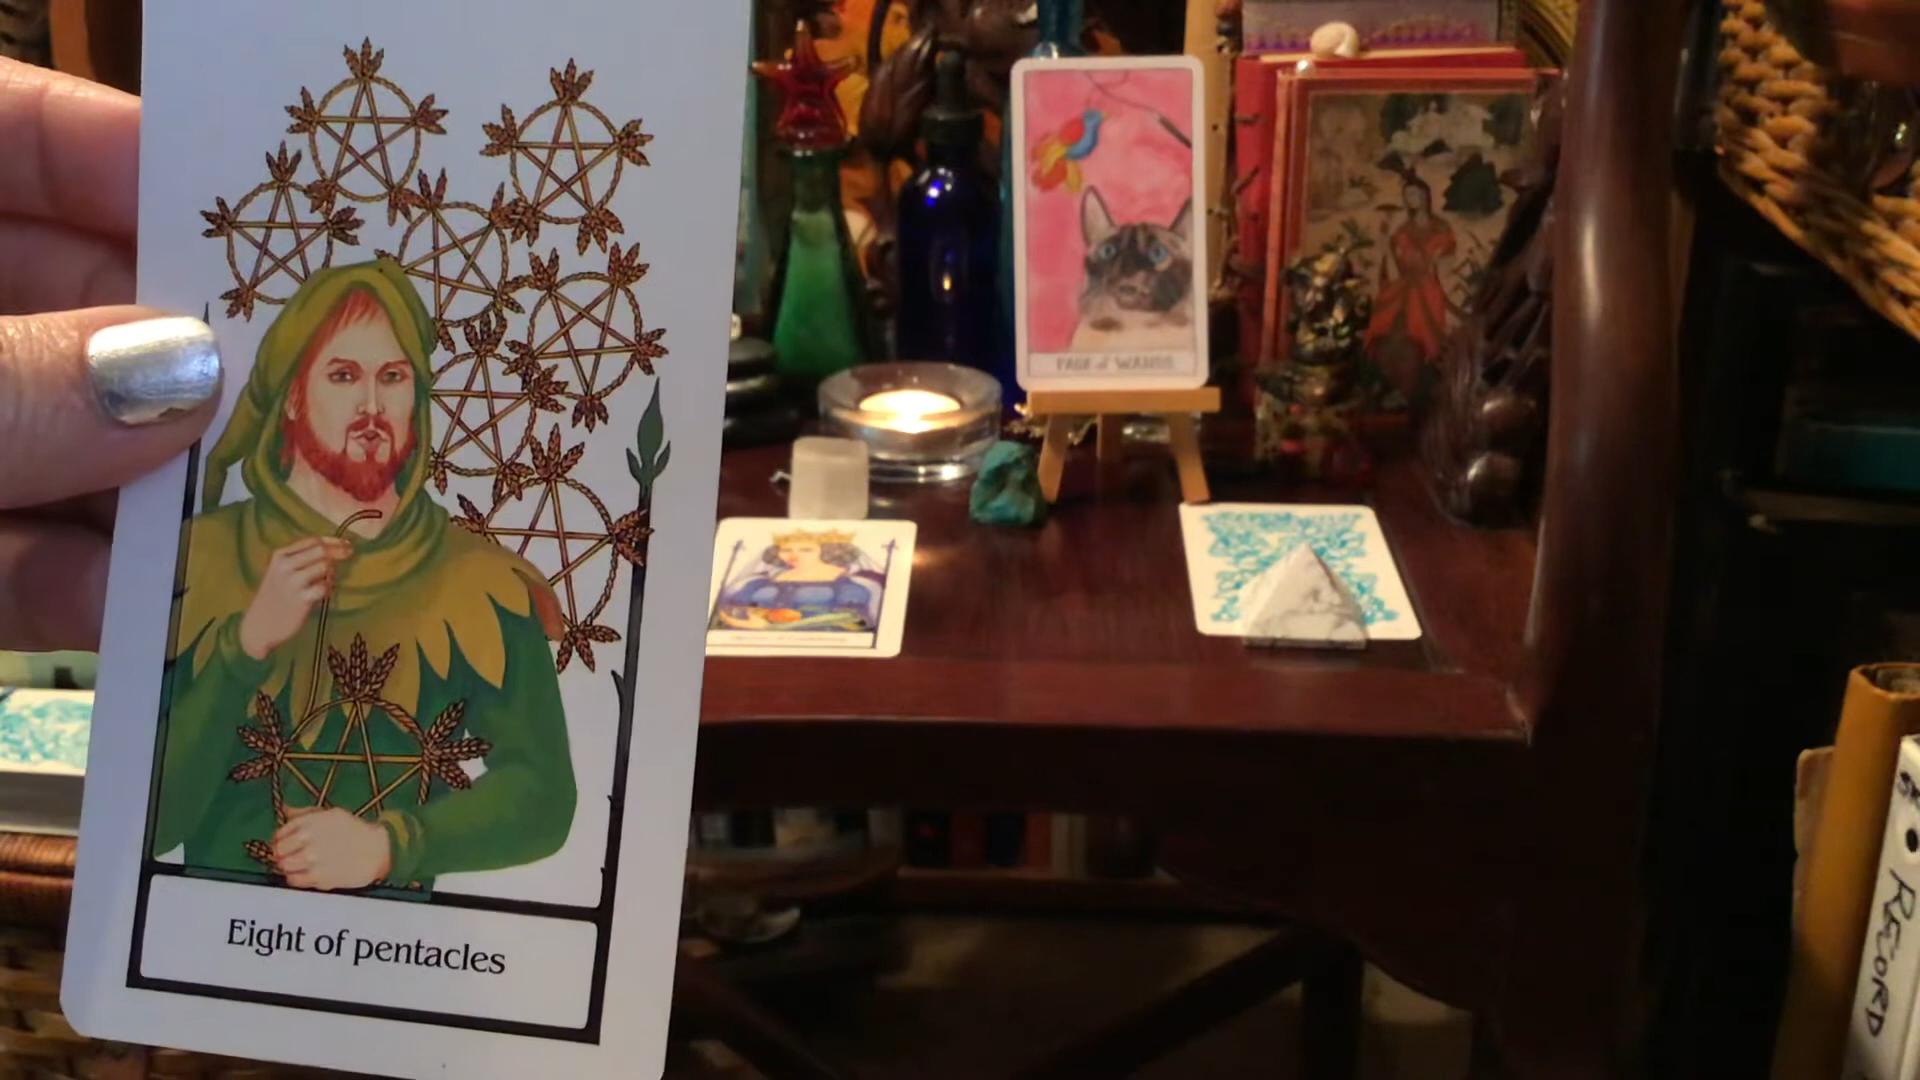 Eight of pentacles
PAGE of WANDS
RECORD